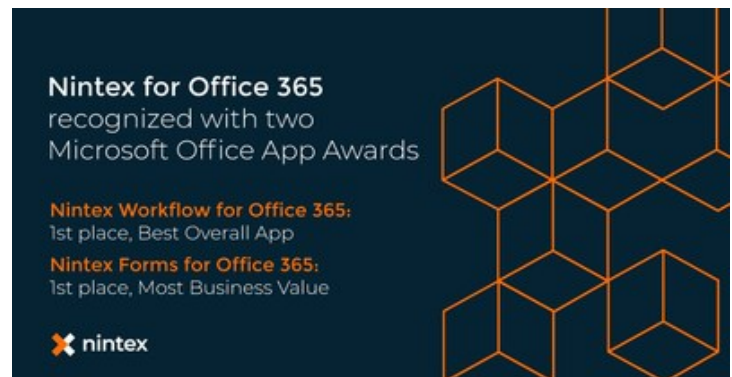 Nintex for Office 365
recognized with two
Microsoft Office App Awards
Nintex Workflow for Office 365:
1st place, Best Overall App
Nintex Forms for Office 365:
1st place, Most Business Value
nintex